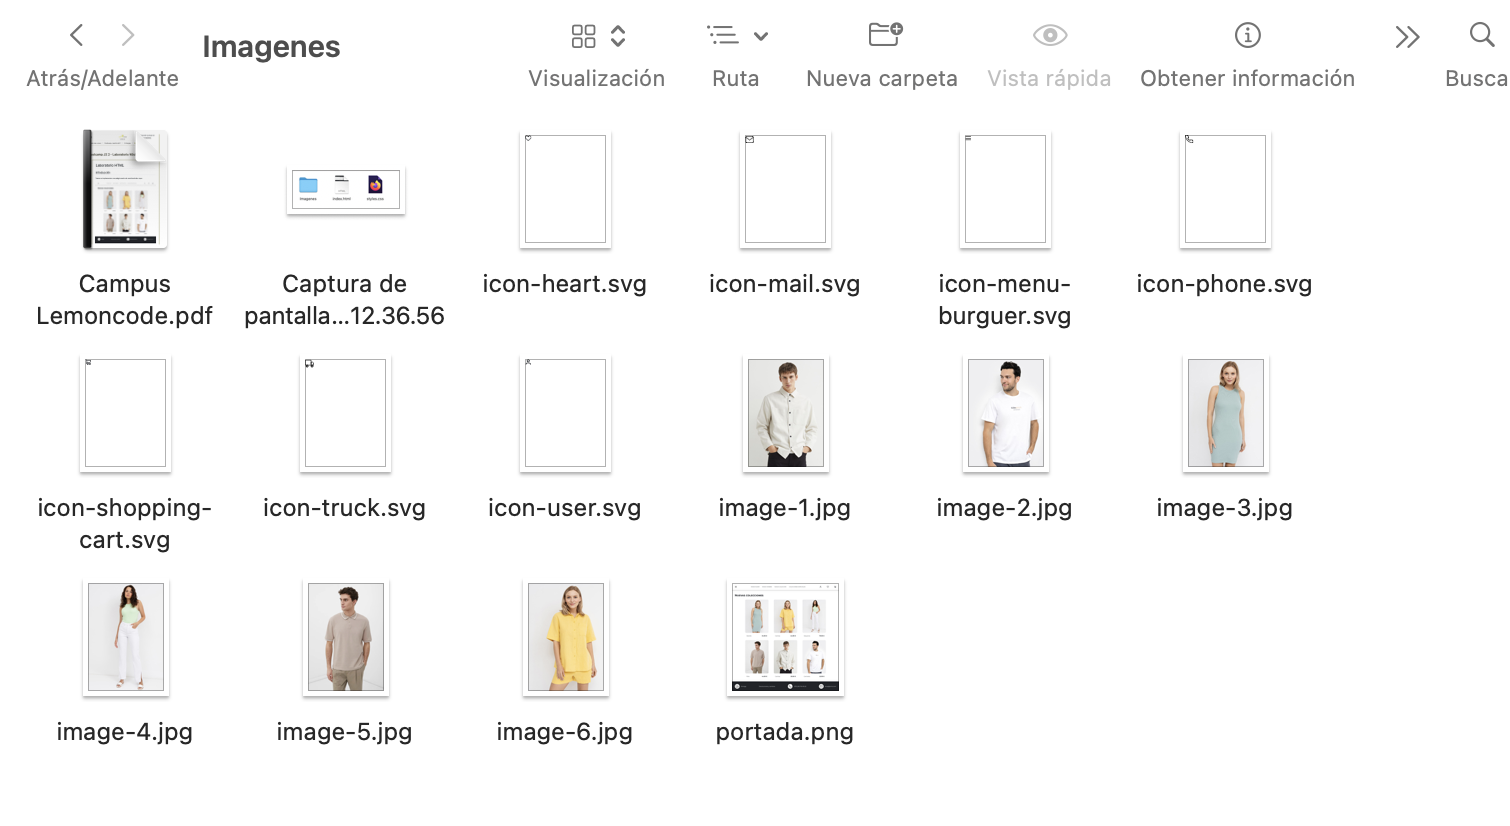 Imagenes
Atrás/Adelante
Visualización
Ruta
Nueva carpeta
Vista rápida
Obtener información
Busca
Campus
Lemoncode.pdf
Captura de
pantalla...12.36.56
icon-heart.svg
icon-mail.svg
icon-menu-
burguer.svg
icon-phone.svg
icon-shopping-
cart.svg
icon-truck.svg
icon-user.svg
image-1.jpg
image-2.jpg
image-3.jpg
image-4.jpg
image-5.jpg
image-6.jpg
portada.png